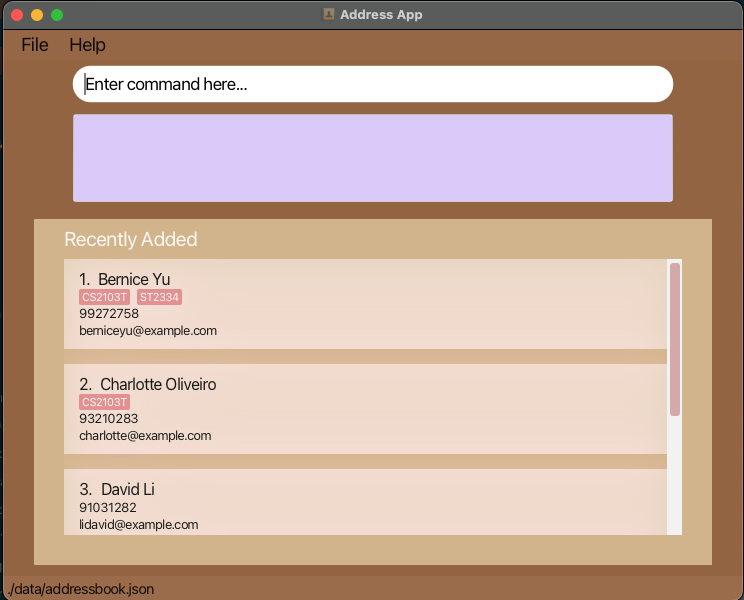 Address App
File Help
Enter command here...
Recently Added
1. Bernice Yu
CS2103T ST2334
99272758
berniceyu@example.com
2. Charlotte Oliveiro
CS2103T
93210283
charlotte@example.com
3. David Li
91031282
lidavid@example.com
./data/addressbook.json